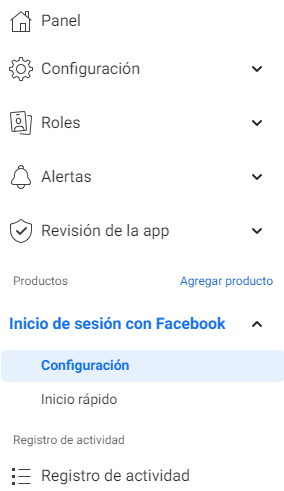 Panel
Configuración
Roles
Alertas
Revisión de la app
Productos Agregar producto
Inicio de sesión con Facebook
Configuración
Inicio rápido
Registro de actividad
Registro de actividad